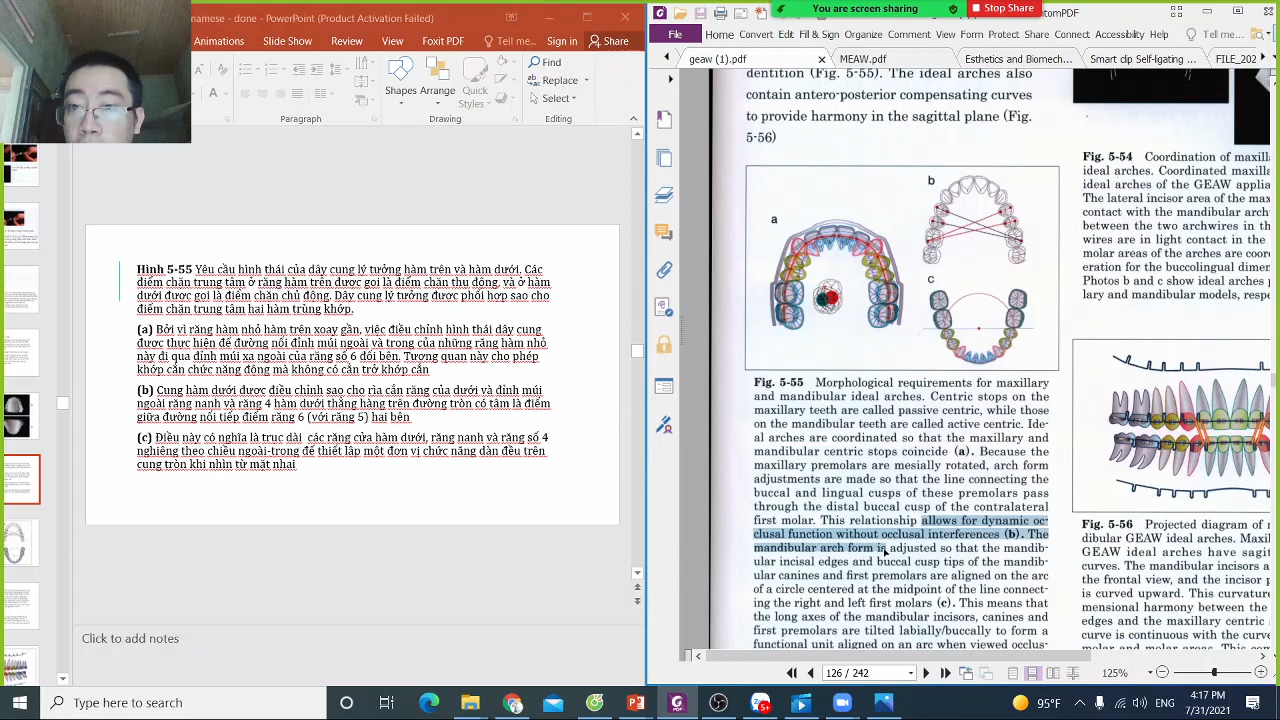 namese - done - PowerPoint (Product Activation Failed)
You are screen sharing
Stop Share
tomPDF
Animations Slide Show Review View Foxit PDF Tell me... Sign in Share
File Home Convert Edit Organize Comment View Form Protect Share Connect Accessibility Help Tell me...
geaw (1).pdf
MEAW.pdf
Esthetics and Biomech...
Smart or Self-ligating ...
FILE_202
Find
Replace
Select
Shapes Arrange Quick
Styles
Paragraph
Drawing
Editing
Hình 5-55 Yêu cầu hình thái của dây cung lý tưởng hàm trên và hàm dưới. Các
điểm chặn trung tâm ở răng hàm trên được gọi là điểm chặn thụ động và ở hàm
dưới được gọi là điểm chặn chủ động. Dây cung lý tưởng được phối hợp sao cho
điểm chặn trung tâm hai hàm trùng khớp.
(a) Bởi vì răng hàm nhỏ hàm trên xoay gần, việc điều chỉnh hình thái dây cung
được thực hiện để đường nối múi ngoài và trong của những răng hàm nhỏ
này đi qua đỉnh múi xa ngoài của răng số 6 đối bên. Tương quan này cho phép
khớp cắn chức năng động mà không có cản trở khớp cắn
(b) Cung hàm dưới được điều chỉnh sao cho rìa cắn răng cửa dưới và đỉnh múi
ngoài răng nanh và răng 4 hàm dưới thẳng hàng trên đường tròn có tâm là điểm
giữa đường nối tiếp điểm răng 6 (với răng 5) hai bên
(c) Điều này có nghĩa là trục dài các răng cửa hàm dưới, răng nanh và răng số 4
nghiêng theo chiều ngoài-trong để thiết lập một đơn vị chức năng dàn đều trên
cung tròn khi nhìn từ mặt nhai
Click to add notes
dentition (Fig. 5-55). The ideal arches also
contain antero-posterior compensating curves
to provide harmony in the sagittal plane (Fig.
5-56)
a
b
c
Fig. 5-55 Morphological requirements for maxillary
and mandibular ideal arches. Centric stops on the
maxillary teeth are called passive centric, while those
on the mandibular teeth are called active centric. Ide-
al arches are coordinated so that the maxillary and
mandibular centric stops coincide (a). Because the
maxillary premolars are mesially rotated, arch form
adjustments are made so that the line connecting the
buccal and lingual cusps of these premolars pass
through the distal buccal cusp of the contralateral
first molar. This relationship allows for dynamic oc-
clusal function without occlusal interferences (b). The
mandibular arch form is adjusted so that the mandib-
ular incisal edges and buccal cusp tips of the mandib-
ular canines and first premolars are aligned on the arc
of a circle centered at the midpoint of the line connect-
ing the right and left first molars (c). This means that
the long axes of the mandibular incisors, canines and
first premolars are tilted labially/buccally to form a
functional unit aligned on an arc when viewed occlus-
Fig. 5-54 Coordination of maxill
ideal arches. Coordinated maxilla
ideal arches of the GEAW applia
The lateral incisor area of the max
contact with the mandibular arch
between the two archwires in the
wires are in light contact in the
molar areas of the arches are coor
eration for the buccolingual dimen
Photos b and c show ideal arches p
lary and mandibular models, respe
Fig. 5-56 Projected diagram of m
dibular GEAW ideal arches. Maxi
GEAW ideal arches have sagit
curves. The mandibular incisors a
the frontal view, and the incisor p
is curved upward. This curvature
mensional harmony between the
edges and the maxillary centric
curve is continuous with the curve
molar and molar areas. This cor
126 / 242
125%
Type here to search
5+
95°F
4:17 PM
7/31/2021